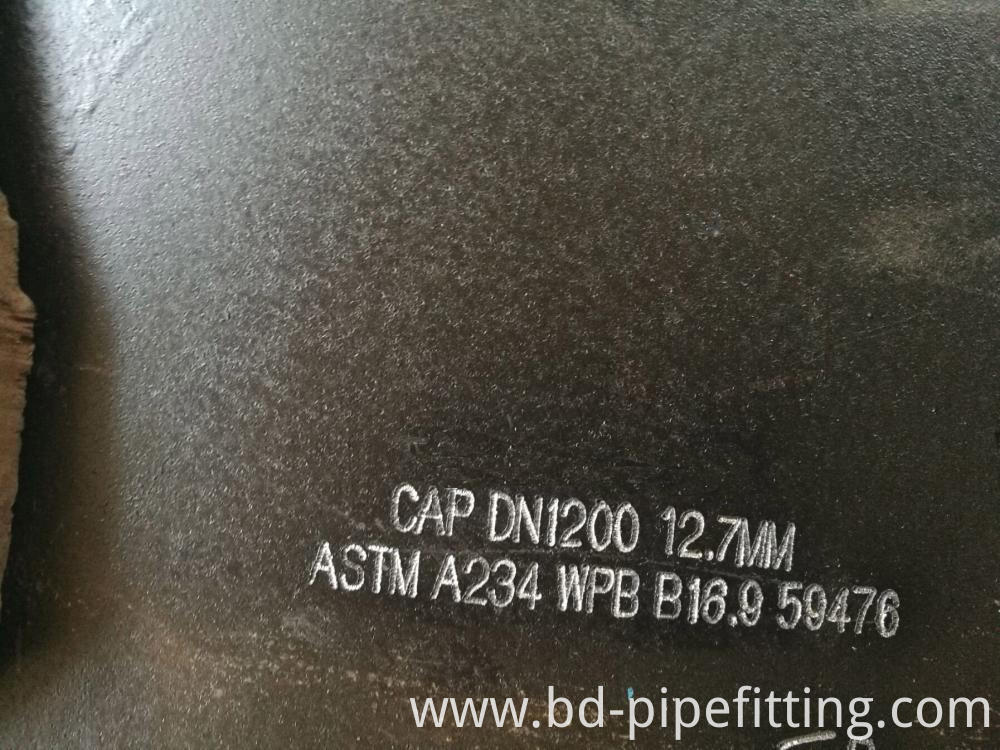 CAP DN1200 12.7MM
ASTM A234 WPB B16.9 59476
www.bd-pipefitting.com